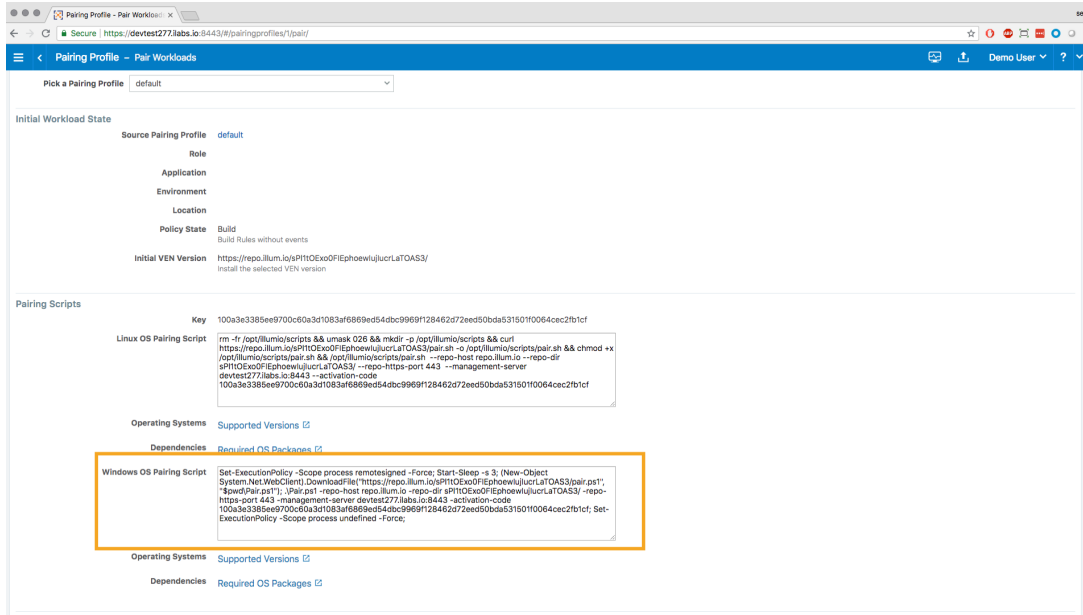 Pairing Profile - Pair Workloads
se
Secure | https://devtest277.ilabs.io:8443/#/pairingprofiles/1/pair/
Pairing Profile – Pair Workloads
Demo User
?
Pick a Pairing Profile
default
Initial Workload State
Source Pairing Profile default
Role
Application
Environment
Location
Policy State Build
Build Rules without events
Initial VEN Version https://repo.illum.io/sPI1tOExo0FIEphoewIujIucrLaTOAS3/
Install the selected VEN version
Pairing Scripts
Key 100a3e3385ee9700c60a3d1083af6869ed54dbc9969f128462d72eed50bda531501f0064cec2fb1cf
Linux OS Pairing Script
rm -fr /opt/illumio/scripts && umask 026 && mkdir -p /opt/illumio/scripts && curl
https://repo.illum.io/sPI1tOExo0FIEphoewIujIucrLaTOAS3/pair.sh -o /opt/illumio/scripts/pair.sh && chmod +x
/opt/illumio/scripts/pair.sh && /opt/illumio/scripts/pair.sh --repo-host repo.illum.io --repo-dir
sPI1tOExo0FIEphoewIujIucrLaTOAS3/ --repo-https-port 443 --management-server
devtest277.ilabs.io:8443 --activation-code
100a3e3385ee9700c60a3d1083af6869ed54dbc9969f128462d72eed50bda531501f0064cec2fb1cf
Operating Systems Supported Versions
Dependencies Required OS Packages
Windows OS Pairing Script
Set-ExecutionPolicy -Scope process remotesigned -Force; Start-Sleep -s 3; (New-Object
System.Net.WebClient).DownloadFile("https://repo.illum.io/sPI1tOExo0FIEphoewIujIucrLaTOAS3/pair.ps1",
"$pwd\Pair.ps1"); .\Pair.ps1 -repo-host repo.illum.io -repo-dir sPI1tOExo0FIEphoewIujIucrLaTOAS3/ -repo-
https-port 443 -management-server devtest277.ilabs.io:8443 -activation-code
100a3e3385ee9700c60a3d1083af6869ed54dbc9969f128462d72eed50bda531501f0064cec2fb1cf; Set-
ExecutionPolicy -Scope process undefined -Force;
Operating Systems Supported Versions
Dependencies Required OS Packages